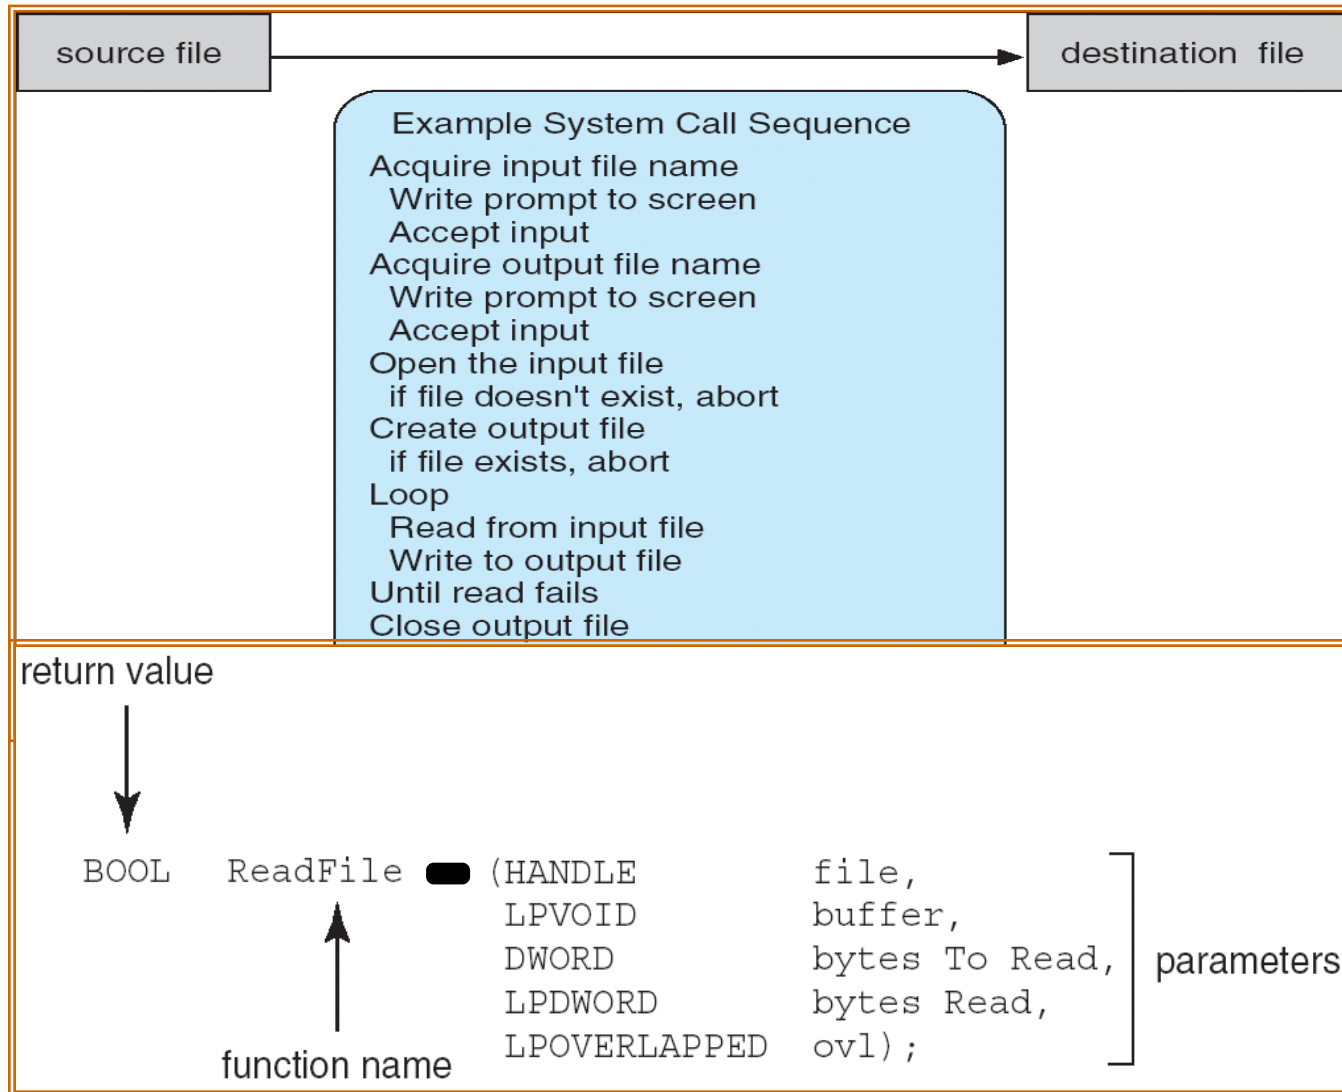 source file
destination file
Example System Call Sequence
Acquire input file name
Write prompt to screen
Accept input
Acquire output file name
Write prompt to screen
Accept input
Open the input file
if file doesn't exist, abort
Create output file
if file exists, abort
Loop
Read from input file
Write to output file
Until read fails
Close output file
return value
BOOL ReadFile (HANDLE file,
LPVOID buffer,
DWORD bytes To Read,
LPDWORD bytes Read,
LPOVERLAPPED ovl);
parameters
function name